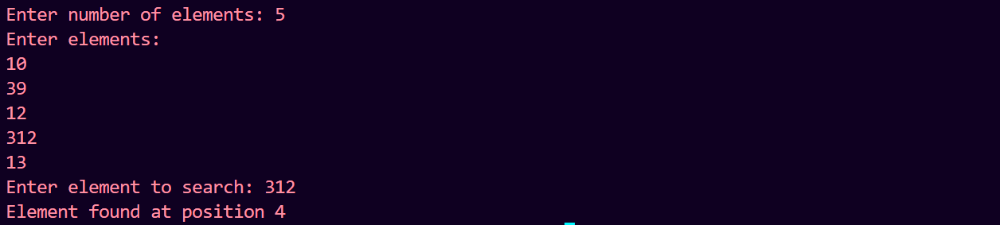 Enter number of elements: 5
Enter elements:
10
39
12
312
13
Enter element to search: 312
Element found at position 4